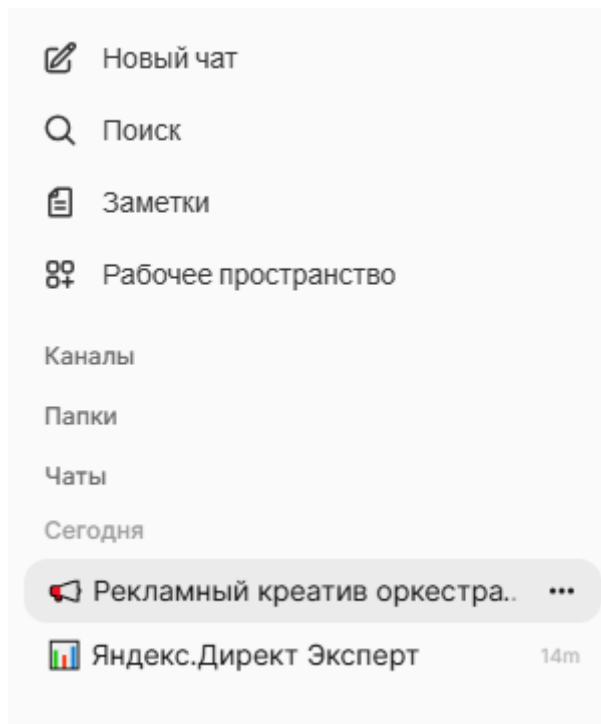 Новый чат
Поиск
Заметки
Рабочее пространство
Каналы
Папки
Чаты
Сегодня
📢 Рекламный креатив оркестра..
📊 Яндекс.Директ Эксперт 14m